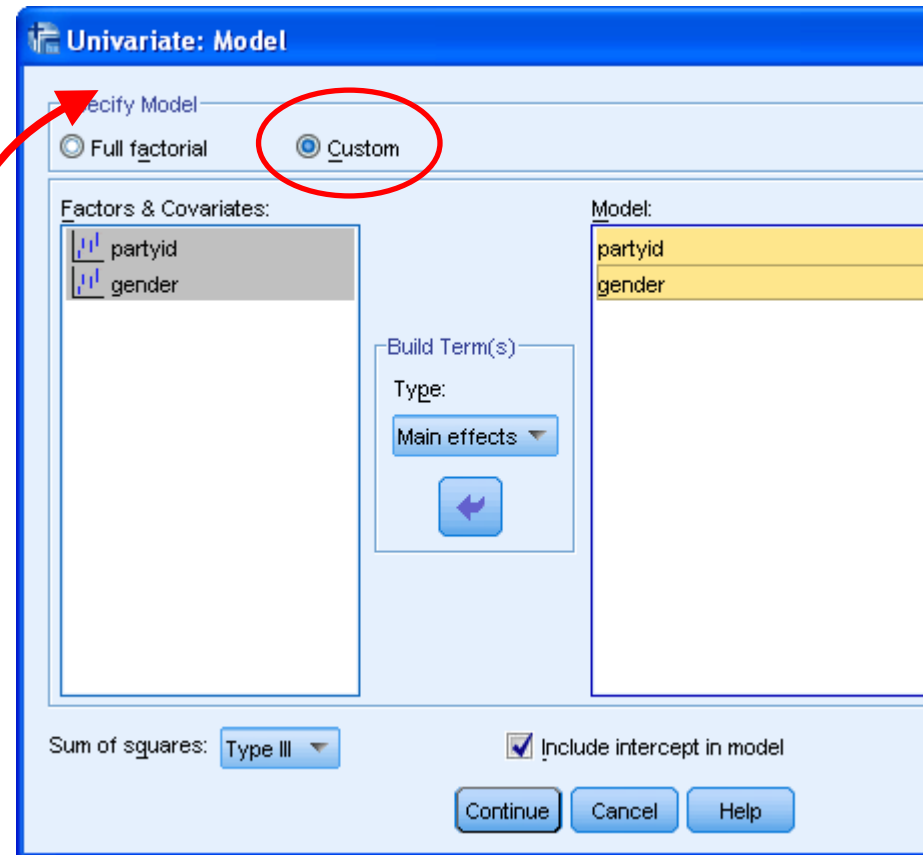 Univariate: Model
ecify Model
Full factorial
Custom
Factors & Covariates:
partyid
gender
Build Term(s)
Type:
Main effects
Model:
partyid
gender
Sum of squares: Type III
Include intercept in model
Continue Cancel Help